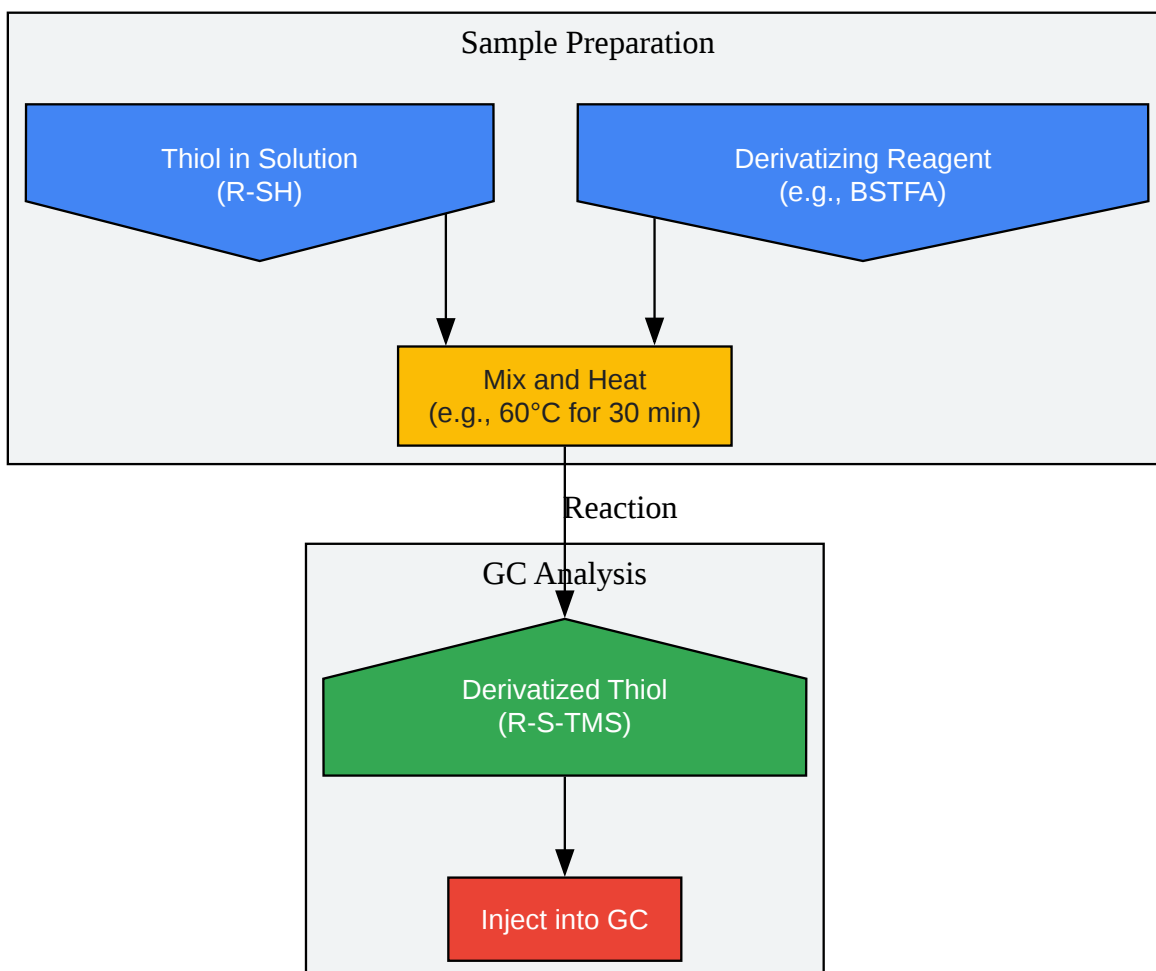 Sample Preparation
Thiol in Solution
(R-SH)
Derivatizing Reagent
(e.g., BSTFA)
Mix and Heat
(e.g., 60°C for 30 min)
Reaction
GC Analysis
Derivatized Thiol
(R-S-TMS)
Inject into GC